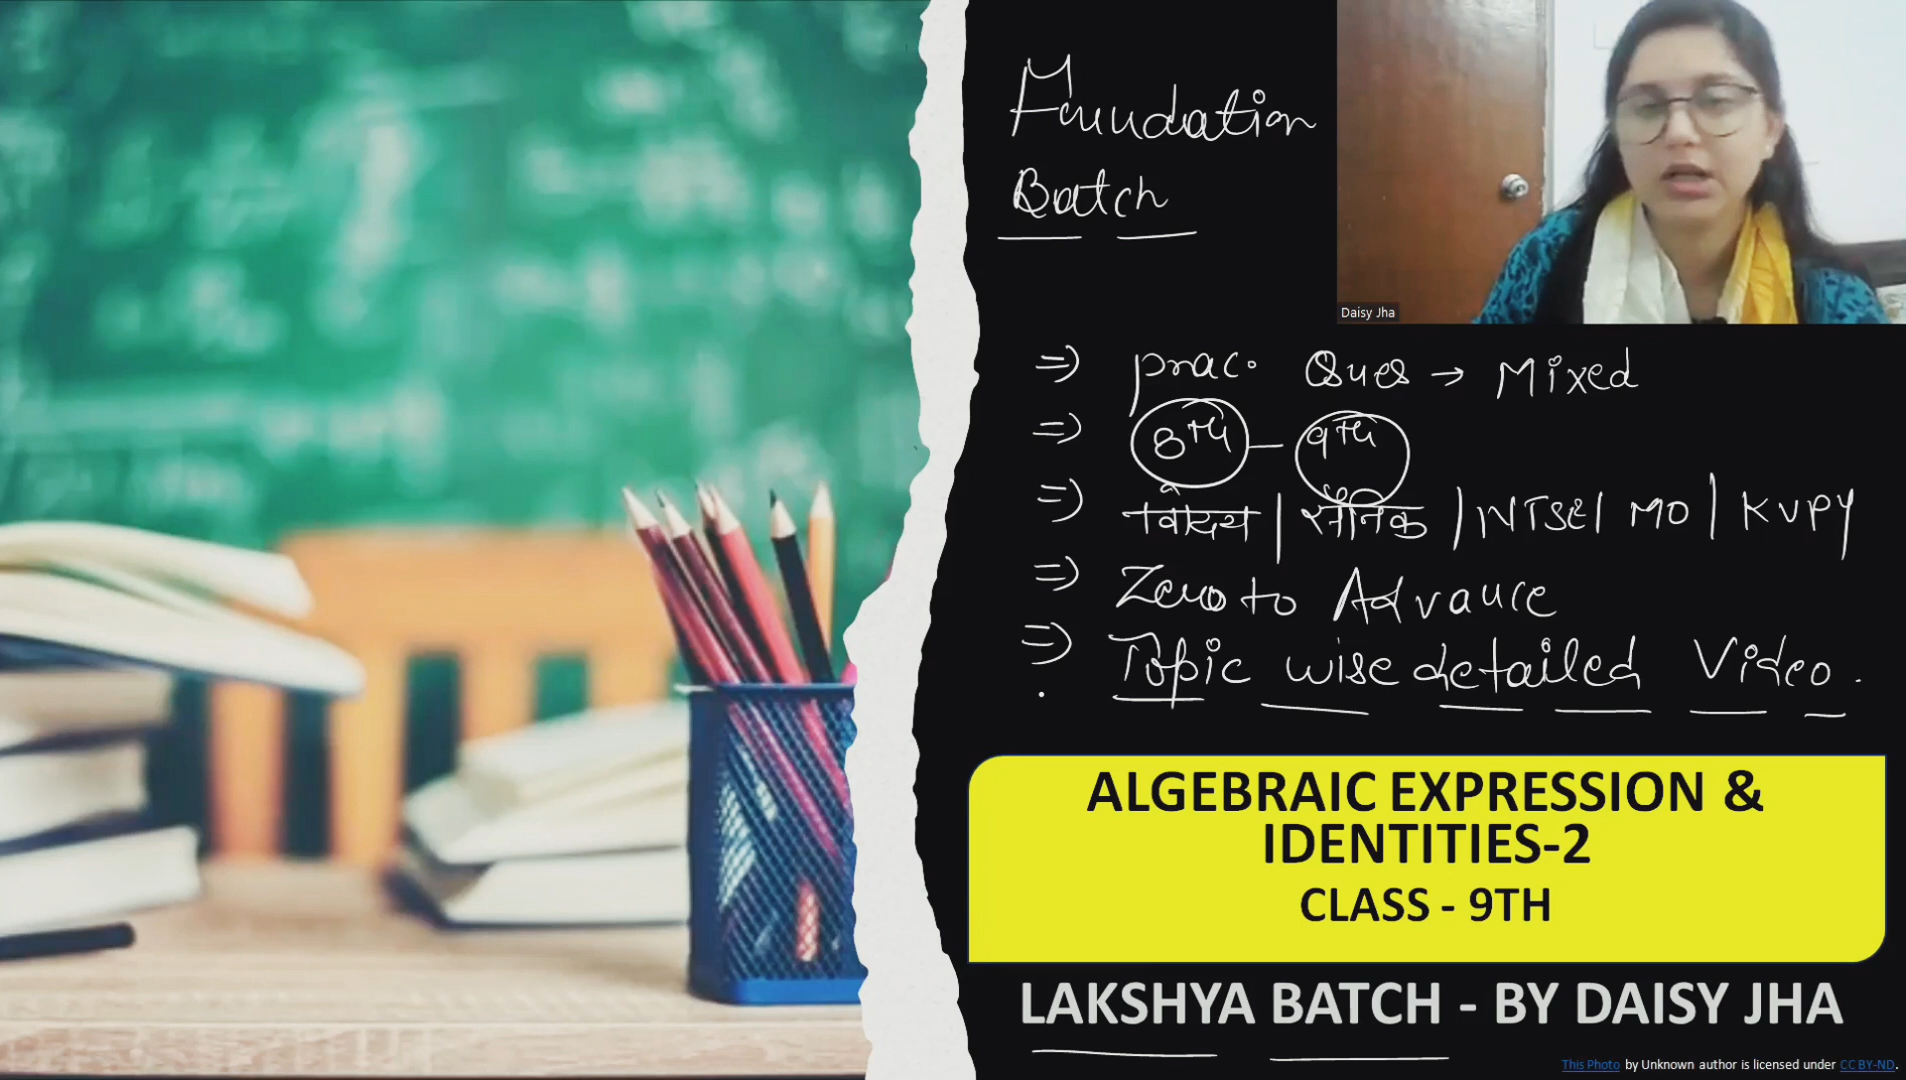 Foundation
Batch
Daisy Jha
=> prac. Ques → Mixed
=> 8th - 9th
=> | सैनिक | NTSE | MO | KVPY
=> Zero to Advance
=> Topic wise detailed Video.
ALGEBRAIC EXPRESSION &
IDENTITIES-2
CLASS - 9TH
LAKSHYA BATCH - BY DAISY JHA
This Photo by Unknown author is licensed under CC BY-ND.